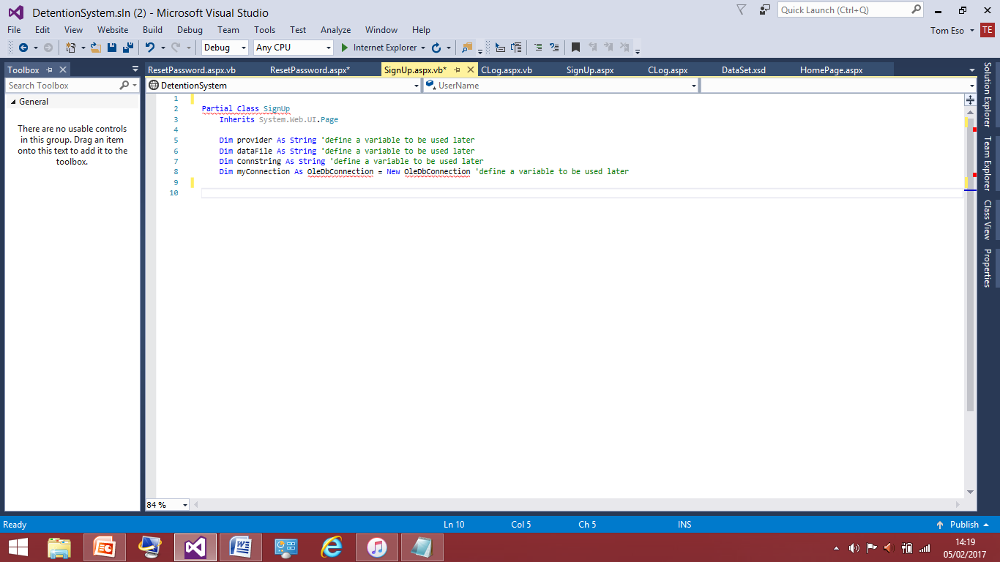 DetentionSystem.sln (2) - Microsoft Visual Studio
Quick Launch (Ctrl+Q)
File Edit View Website Build Debug Team Tools Test Analyze Window Help
Tom Eso TE
Debug Any CPU Internet Explorer
Toolbox
Search Toolbox
General
There are no usable controls
in this group. Drag an item
onto this text to add it to the
toolbox.
ResetPassword.aspx.vb ResetPassword.aspx* SignUp.aspx.vb* CLog.aspx.vb SignUp.aspx CLog.aspx DataSet.xsd HomePage.aspx
DetentionSystem UserName
1
2 Partial Class SignUp
3 Inherits System.Web.UI.Page
4
5 Dim provider As String 'define a variable to be used later
6 Dim dataFile As String 'define a variable to be used later
7 Dim ConnString As String 'define a variable to be used later
8 Dim myConnection As OleDbConnection = New OleDbConnection 'define a variable to be used later
9
10
84 %
Solution Explorer
Team Explorer
Class View
Properties
Ready Ln 10 Col 5 Ch 5 INS Publish
14:19
05/02/2017